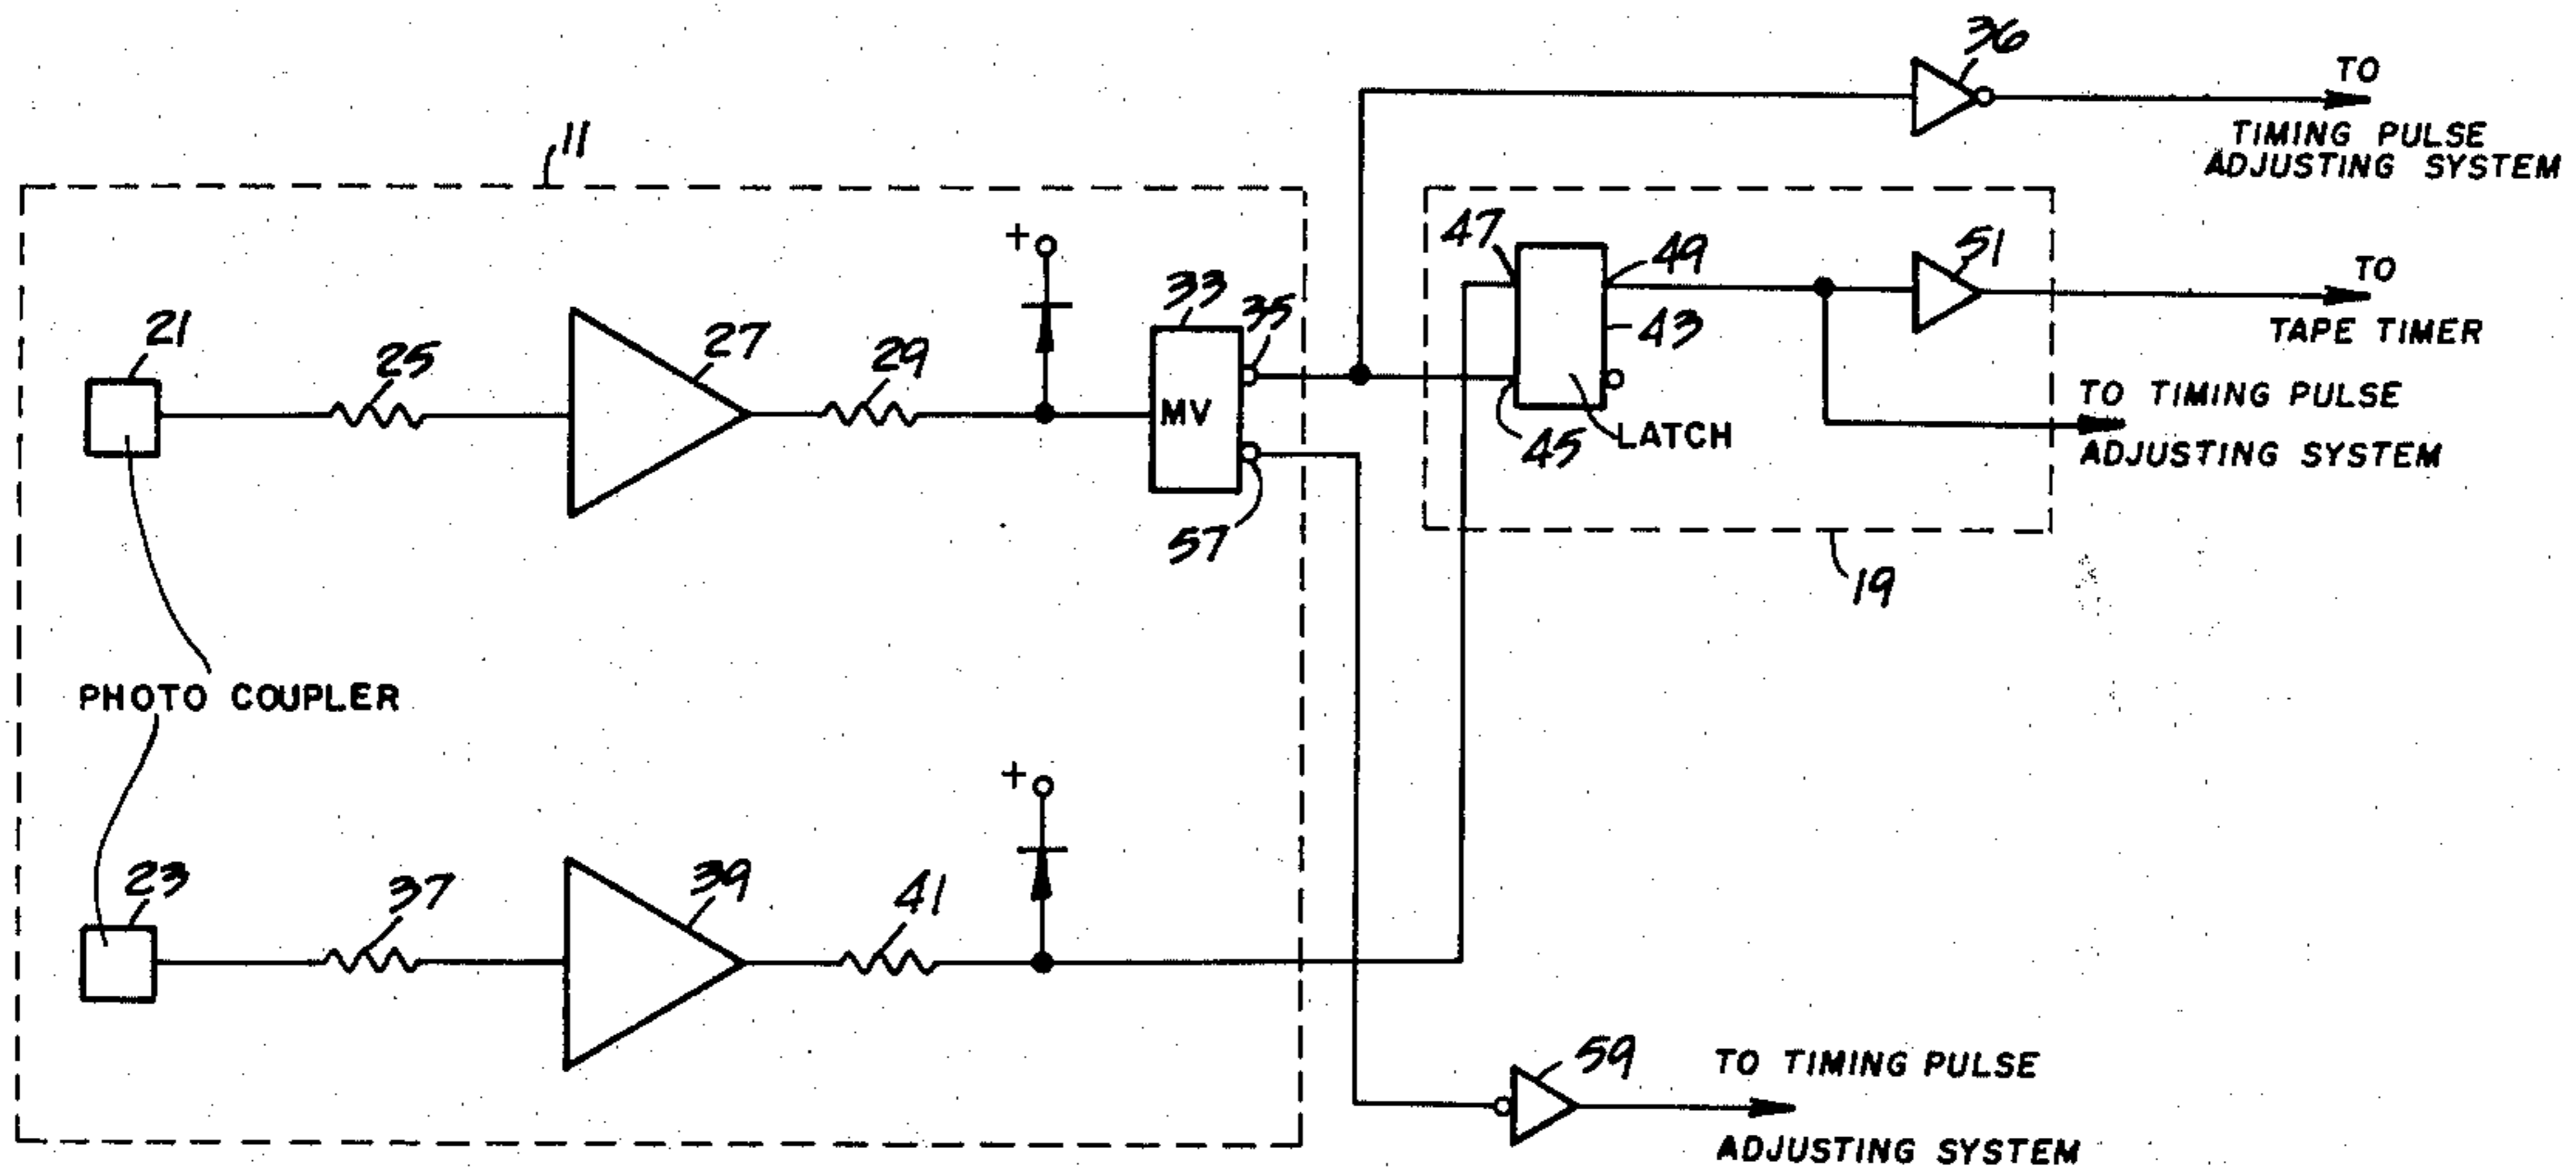 36
TO
TIMING PULSE
ADJUSTING SYSTEM
11
47
49
51
TO
TAPE TIMER
+
33
35
21
25
27
29
43
MV
45
LATCH
TO TIMING PULSE
ADJUSTING SYSTEM
57
19
PHOTO COUPLER
+
23
37
39
41
59
TO TIMING PULSE
ADJUSTING SYSTEM